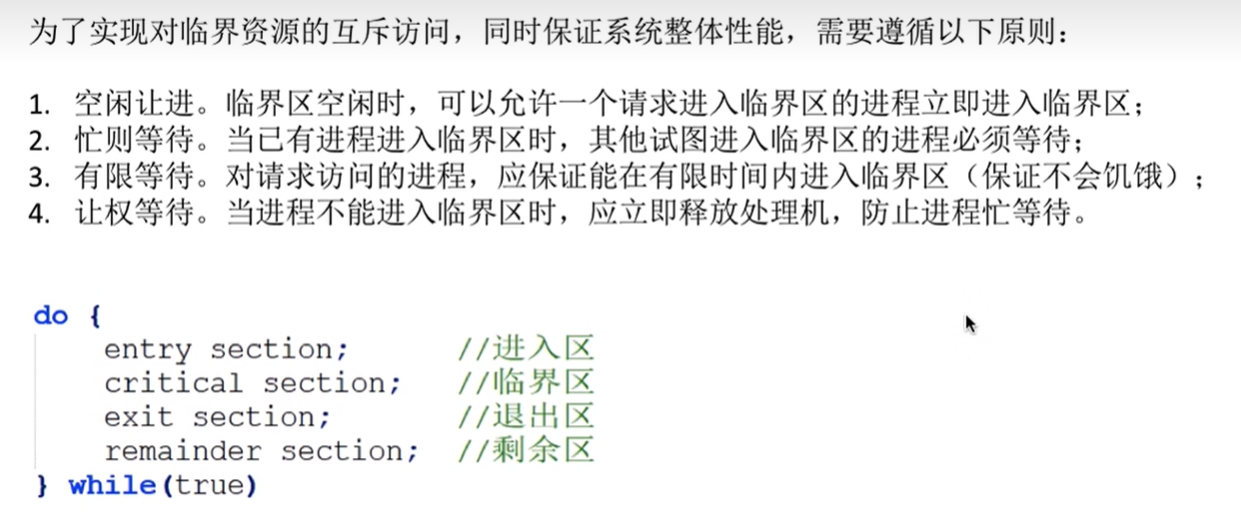 为了实现对临界资源的互斥访问，同时保证系统整体性能，需要遵循以下原则：
1. 空闲让进。临界区空闲时，可以允许一个请求进入临界区的进程立即进入临界区；
2. 忙则等待。当已有进程进入临界区时，其他试图进入临界区的进程必须等待；
3. 有限等待。对请求访问的进程，应保证能在有限时间内进入临界区（保证不会饥饿）；
4. 让权等待。当进程不能进入临界区时，应立即释放处理机，防止进程忙等待。
do {
entry section; //进入区
critical section; //临界区
exit section; //退出区
remainder section; //剩余区
} while(true)